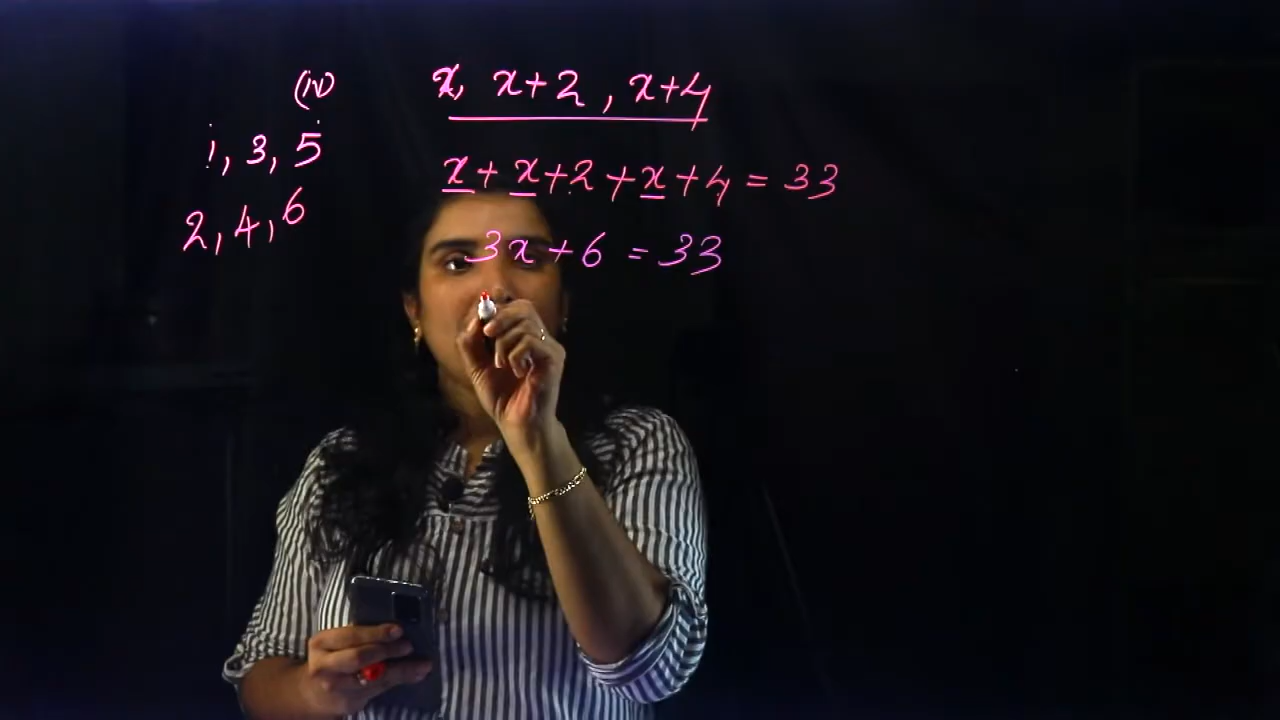 (iv)
x, x+2, x+4
1, 3, 5
x + x+2 + x+4 = 33
2, 4, 6
3x+6 = 33